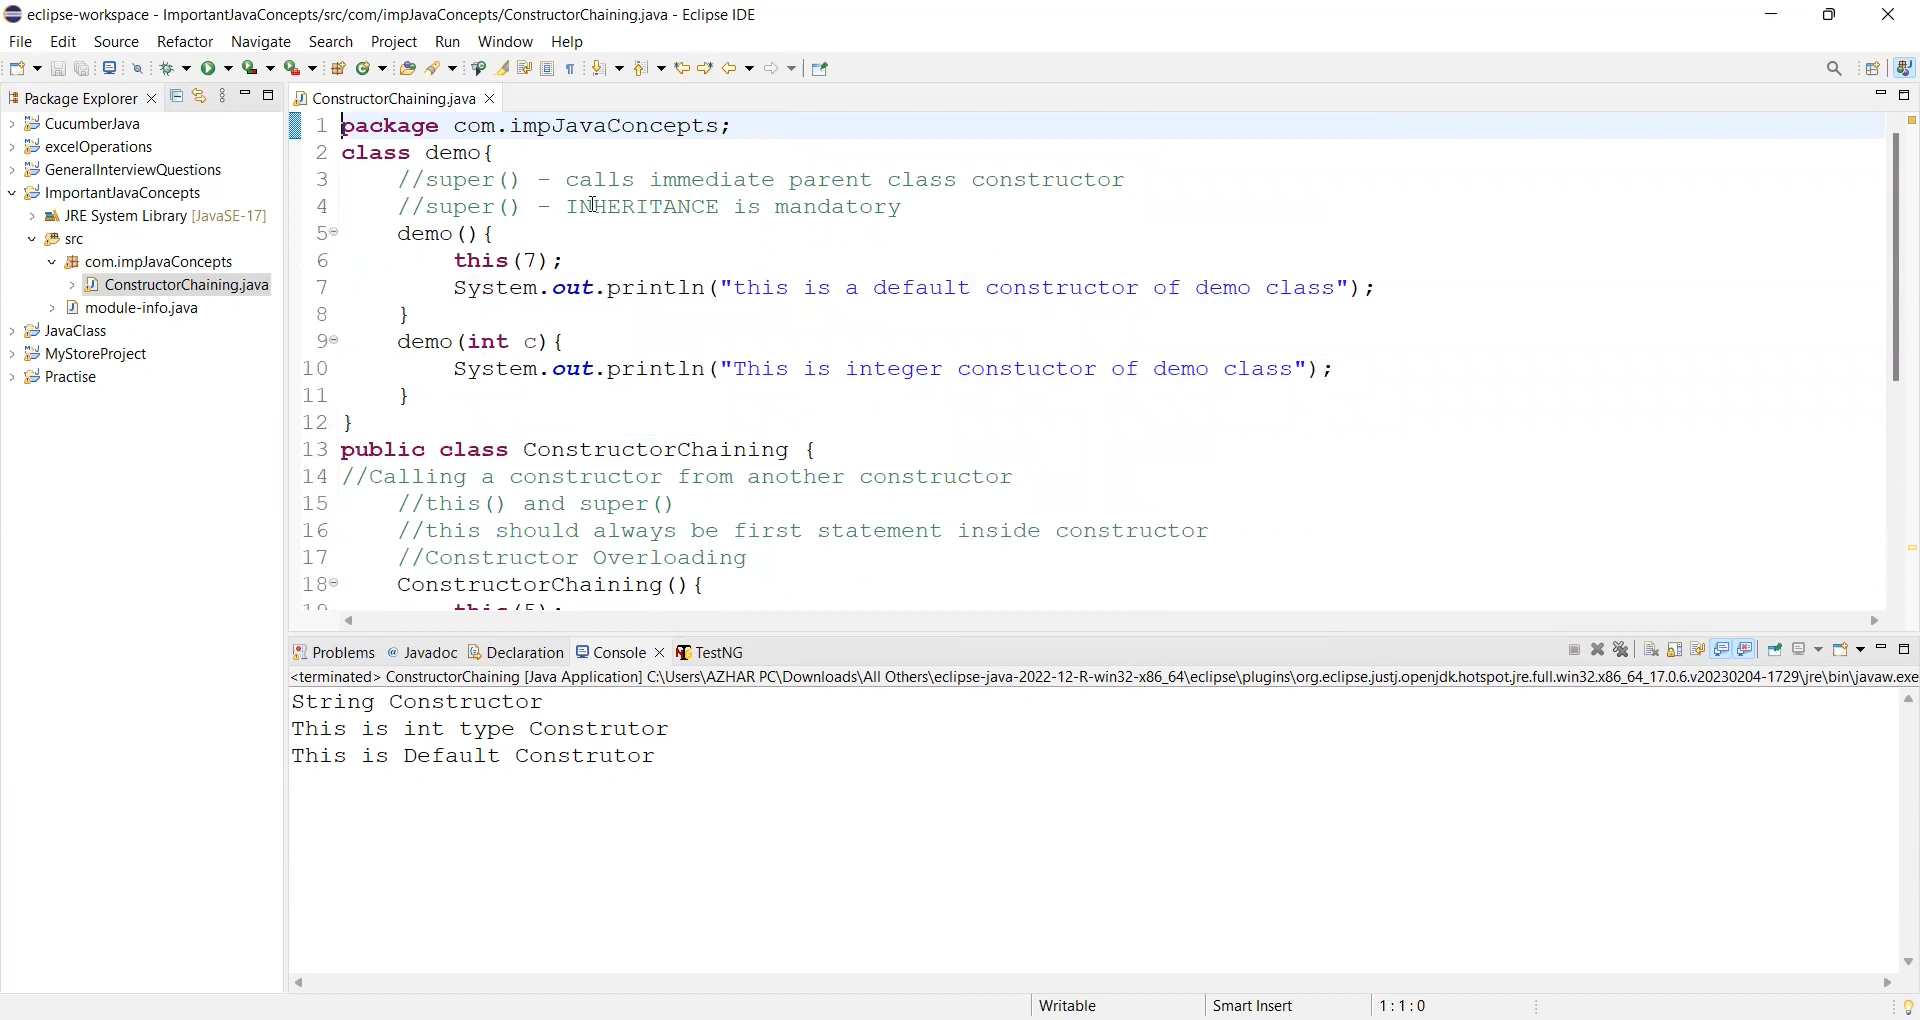 eclipse-workspace - ImportantJavaConcepts/src/com/impJavaConcepts/ConstructorChaining.java - Eclipse IDE
File Edit Source Refactor Navigate Search Project Run Window Help
Package Explorer
CucumberJava
excelOperations
GeneralInterviewQuestions
ImportantJavaConcepts
JRE System Library [JavaSE-17]
src
com.impJavaConcepts
ConstructorChaining.java
module-info.java
JavaClass
MyStoreProject
Practise
ConstructorChaining.java
1 package com.impJavaConcepts;
2 class demo{
3 //super() - calls immediate parent class constructor
4 //super() - INHERITANCE is mandatory
5 demo(){
6 this(7);
7 System.out.println("this is a default constructor of demo class");
8 }
9 demo(int c){
10 System.out.println("This is integer constuctor of demo class");
11 }
12 }
13 public class ConstructorChaining {
14 //Calling a constructor from another constructor
15 //this() and super()
16 //this should always be first statement inside constructor
17 //Constructor Overloading
18 ConstructorChaining(){
19 this(5);
Problems @ Javadoc Declaration Console TestNG
<terminated> ConstructorChaining [Java Application] C:\Users\AZHAR PC\Downloads\All Others\eclipse-java-2022-12-R-win32-x86_64\eclipse\plugins\org.eclipse.justj.openjdk.hotspot.jre.full.win32.x86_64_17.0.6.v20230204-1729\jre\bin\javaw.exe
String Constructor
This is int type Construtor
This is Default Construtor
Writable Smart Insert 1 : 1 : 0